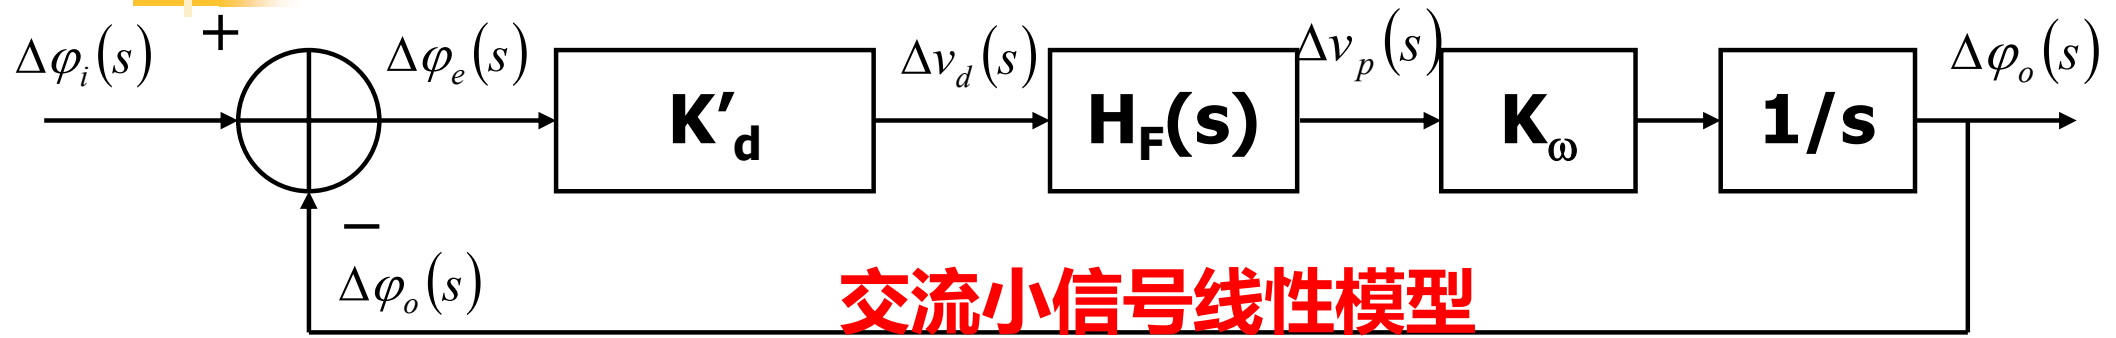 Δφi(s)
+
Δφe(s)
K′d
Δvd(s)
HF(s)
Δvp(s)
Kω
1/s
Δφo(s)
−
Δφo(s)
交流小信号线性模型